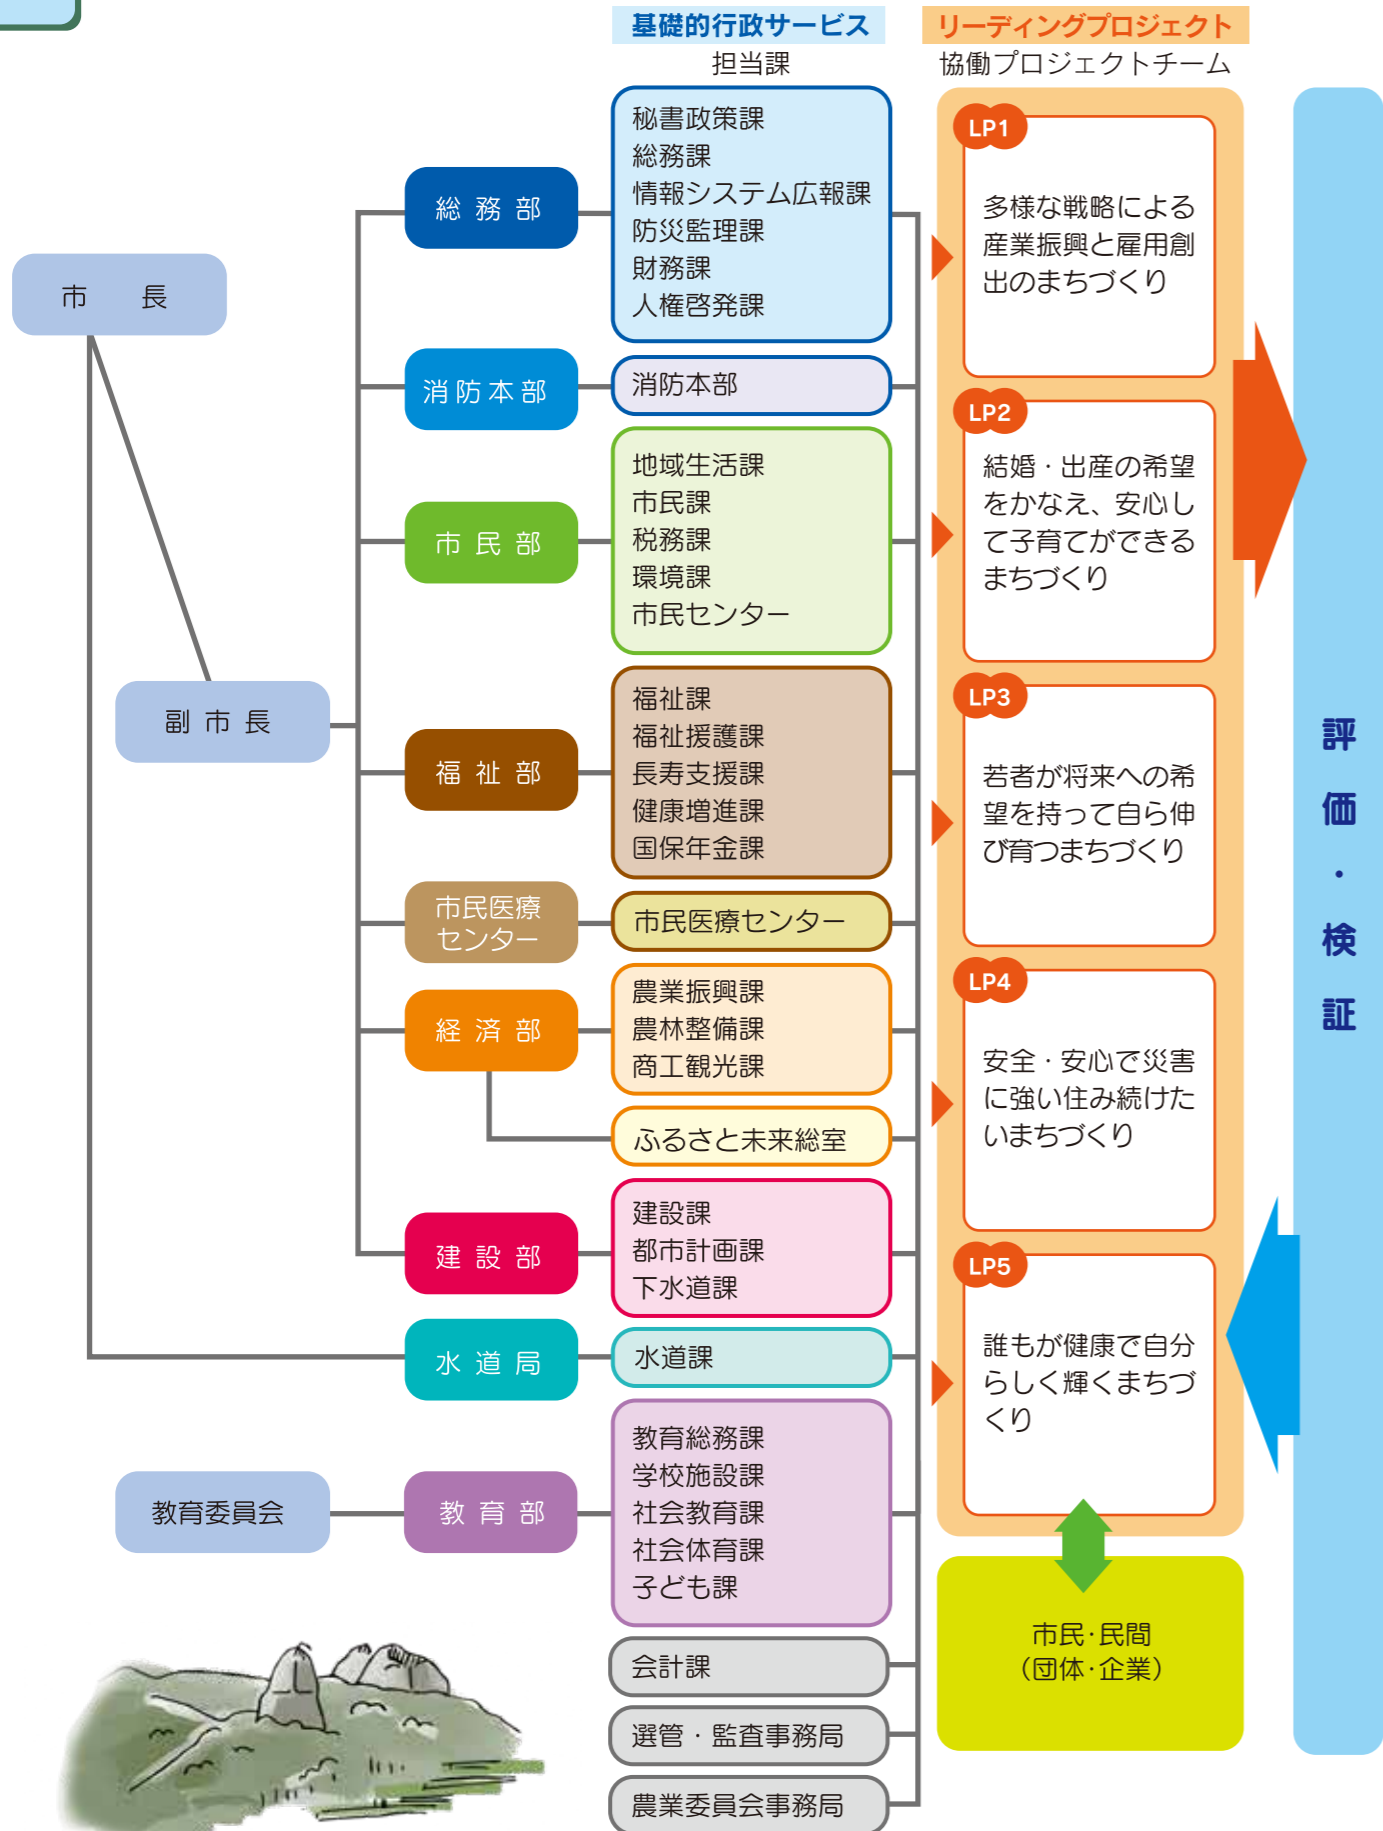 基礎的行政サービス
担当課
リーディングプロジェクト
協働プロジェクトチーム
市長
副市長
教育委員会
総務部
秘書政策課
総務課
情報システム広報課
防災監理課
財務課
人権啓発課
消防本部
消防本部
市民部
地域生活課
市民課
税務課
環境課
市民センター
福祉部
福祉課
福祉援護課
長寿支援課
健康増進課
国保年金課
市民医療
センター
市民医療センター
経済部
農業振興課
農林整備課
商工観光課
ふるさと未来総室
建設部
建設課
都市計画課
下水道課
水道局
水道課
教育部
教育総務課
学校施設課
社会教育課
社会体育課
子ども課
会計課
選管・監査事務局
農業委員会事務局
LP1
多様な戦略による
産業振興と雇用創
出のまちづくり
LP2
結婚・出産の希望
をかなえ、安心し
て子育てができる
まちづくり
LP3
若者が将来への希
望を持って自ら伸
び育つまちづくり
LP4
安全・安心で災害
に強い住み続けた
いまちづくり
LP5
誰もが健康で自分
らしく輝くまちづ
くり
市民・民間
（団体・企業）
評価・検証